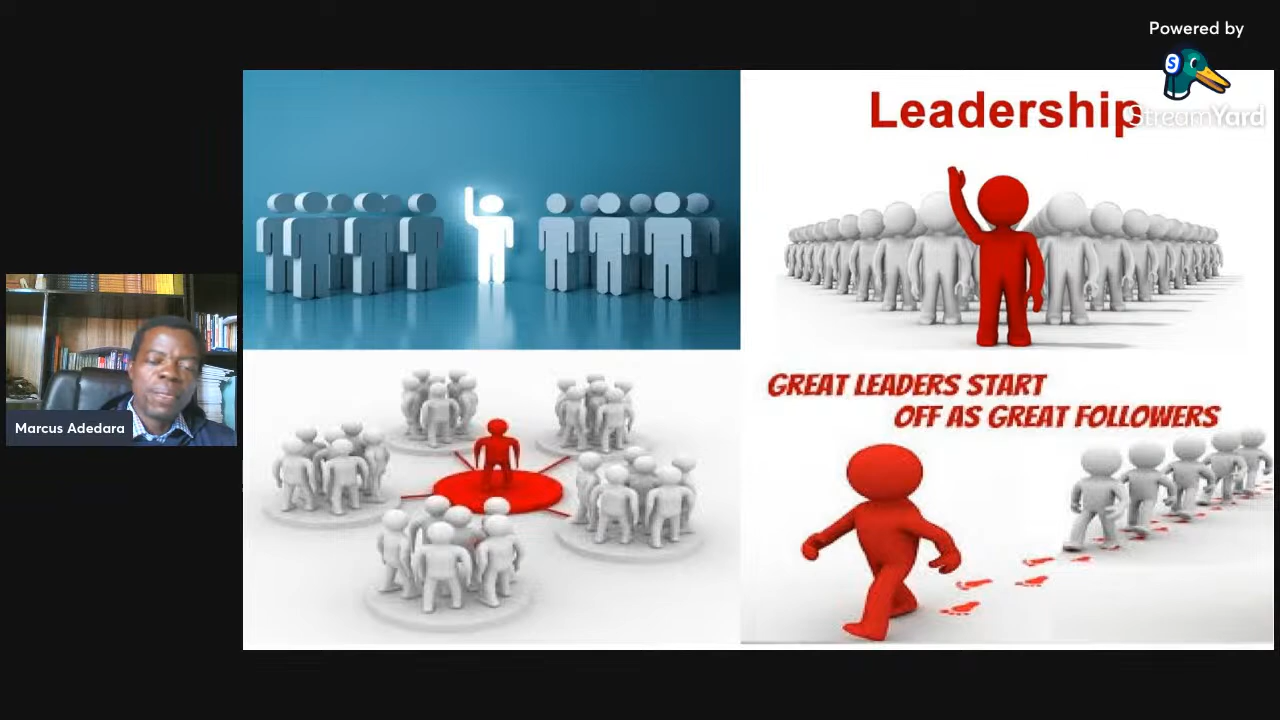 Powered by
S
StreamYard
Leadership
GREAT LEADERS START
OFF AS GREAT FOLLOWERS
Marcus Adedara